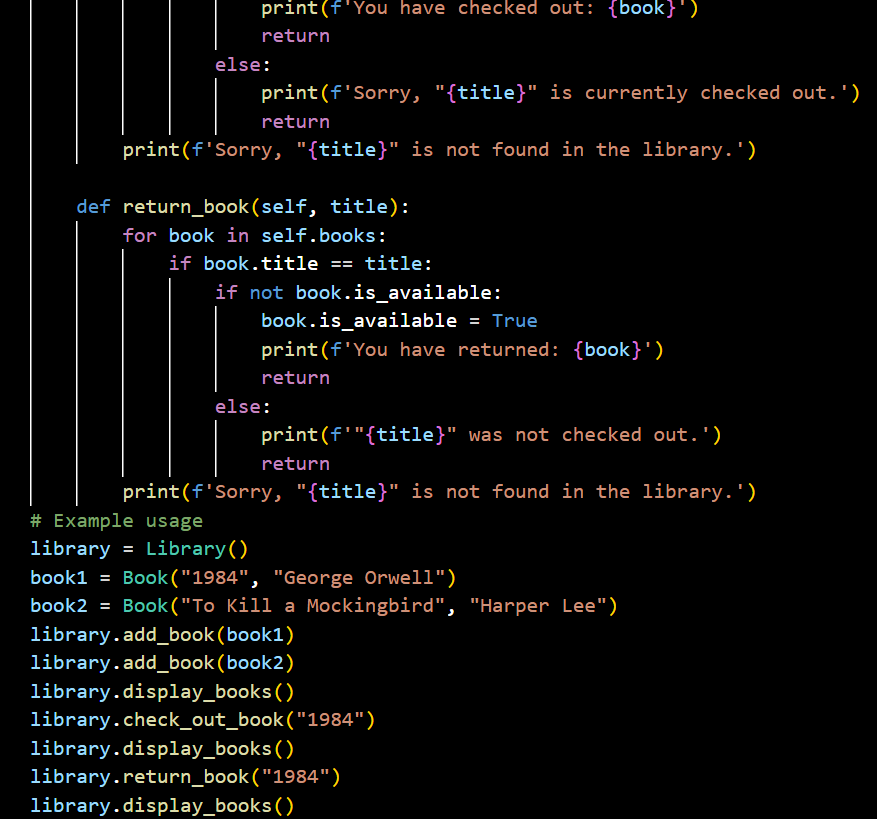 print(f'You have checked out: {book}')
                    return
                else:
                    print(f'Sorry, "{title}" is currently checked out.')
                    return
        print(f'Sorry, "{title}" is not found in the library.')

    def return_book(self, title):
        for book in self.books:
            if book.title == title:
                if not book.is_available:
                    book.is_available = True
                    print(f'You have returned: {book}')
                    return
                else:
                    print(f'"{title}" was not checked out.')
                    return
        print(f'Sorry, "{title}" is not found in the library.')
# Example usage
library = Library()
book1 = Book("1984", "George Orwell")
book2 = Book("To Kill a Mockingbird", "Harper Lee")
library.add_book(book1)
library.add_book(book2)
library.display_books()
library.check_out_book("1984")
library.display_books()
library.return_book("1984")
library.display_books()